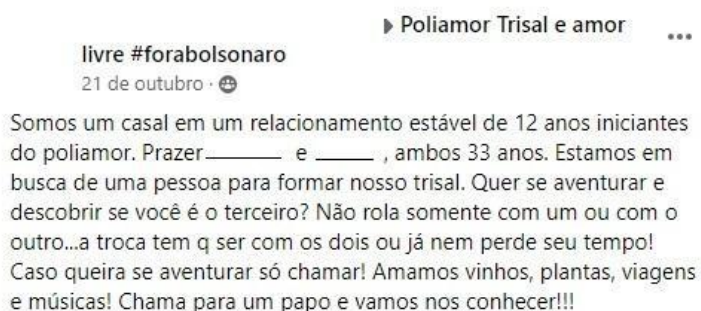 Poliamor Trisal e amor
livre #forabolsonaro
21 de outubro ·
Somos um casal em um relacionamento estável de 12 anos iniciantes
do poliamor. Prazer ________ e _____ , ambos 33 anos. Estamos em
busca de uma pessoa para formar nosso trisal. Quer se aventurar e
descobrir se você é o terceiro? Não rola somente com um ou com o
outro...a troca tem q ser com os dois ou já nem perde seu tempo!
Caso queira se aventurar só chamar! Amamos vinhos, plantas, viagens
e músicas! Chama para um papo e vamos nos conhecer!!!